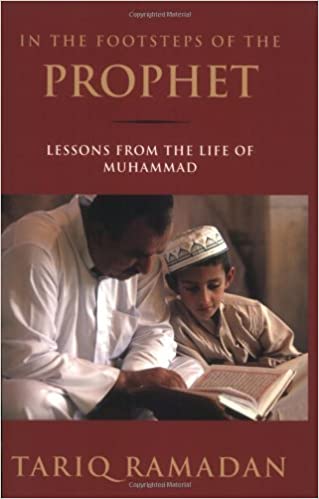 IN THE FOOTSTEPS OF THE
PROPHET
LESSONS FROM THE LIFE OF
MUHAMMAD
TARIQ RAMADAN